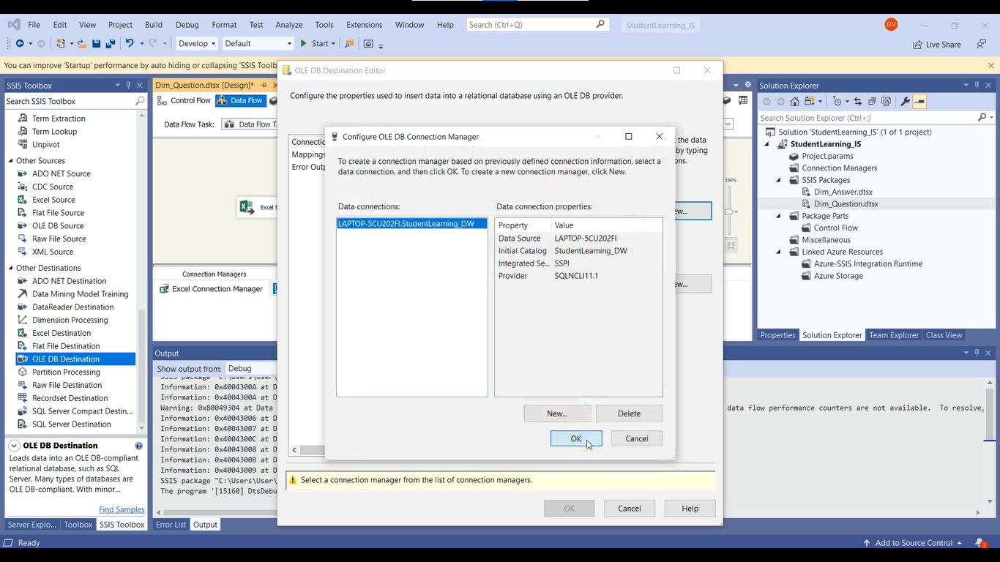 File Edit View Project Build Debug Format Test Analyze Tools Extensions Window Help Search (Ctrl+Q) StudentLearning_IS DV
Develop Default Start Live Share
You can improve 'Startup' performance by auto hiding or collapsing 'SSIS Toolb
SSIS Toolbox
Search SSIS Toolbox
Term Extraction
Term Lookup
Unpivot
Other Sources
ADO NET Source
CDC Source
Excel Source
Flat File Source
OLE DB Source
Raw File Source
XML Source
Other Destinations
ADO NET Destination
Data Mining Model Training
DataReader Destination
Dimension Processing
Excel Destination
Flat File Destination
OLE DB Destination
Partition Processing
Raw File Destination
Recordset Destination
SQL Server Compact Destin...
SQL Server Destination
OLE DB Destination
Loads data into an OLE DB-compliant
relational database, such as SQL
Server. Many types of databases are
OLE DB-compliant. With minor...
Find Samples
Server Explo... Toolbox SSIS Toolbox
Dim_Question.dtsx [Design]*
Control Flow Data Flow
Data Flow Task: Data Flow T
Excel S
100%
Connection Managers
Excel Connection Manager
OLE DB Destination Editor
Configure the properties used to insert data into a relational database using an OLE DB provider.
Connectio
Mappings
Error Outp
the data
by typing
ons.
ew...
ew...
Configure OLE DB Connection Manager
To create a connection manager based on previously defined connection information, select a
data connection, and then click OK. To create a new connection manager, click New.
Data connections:
LAPTOP-5CU202FI.StudentLearning_DW
Data connection properties:
Property Value
Data Source LAPTOP-5CU202FI
Initial Catalog StudentLearning_DW
Integrated Se... SSPI
Provider SQLNCLI11.1
New... Delete
OK Cancel
Select a connection manager from the list of connection managers.
OK Cancel Help
Output
Show output from: Debug
Information: 0x4004300A at D
Information: 0x4004300A at D
Warning: 0x80049304 at Data data flow performance counters are not available. To resolve,
Information: 0x40043006 at D
Information: 0x40043007 at D
Information: 0x4004300C at D
Information: 0x40043008 at D
Information: 0x4004300B at D
Information: 0x40043009 at D
SSIS package "C:\Users\User\
The program '[15160] DtsDebu
Error List Output
Solution Explorer
Search Solution Explorer (Ctrl+;)
Solution 'StudentLearning_IS' (1 of 1 project)
StudentLearning_IS
Project.params
Connection Managers
SSIS Packages
Dim_Answer.dtsx
Dim_Question.dtsx
Package Parts
Control Flow
Miscellaneous
Linked Azure Resources
Azure-SSIS Integration Runtime
Azure Storage
Properties Solution Explorer Team Explorer Class View
Ready Add to Source Control 3